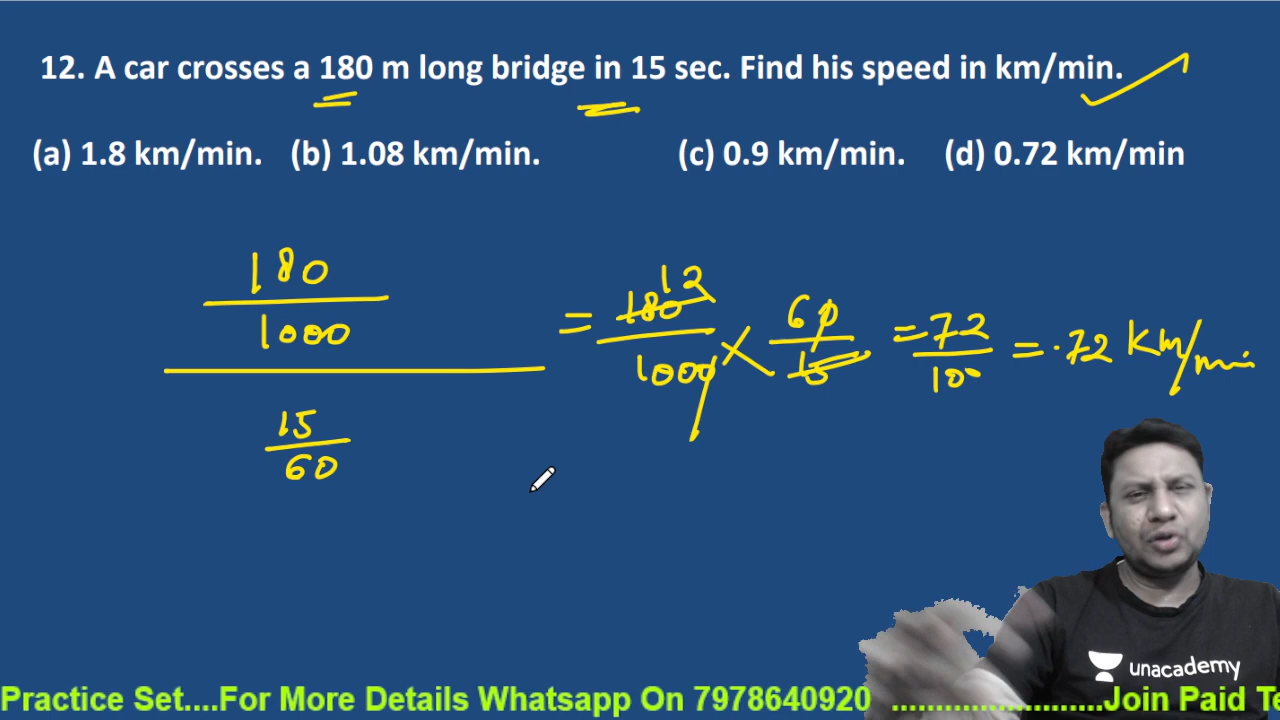 12. A car crosses a 180 m long bridge in 15 sec. Find his speed in km/min.
(a) 1.8 km/min. (b) 1.08 km/min. (c) 0.9 km/min. (d) 0.72 km/min
180
1000
15
60
= 180 12
1000
× 60
15
= 72
100
= .72 Km/min
unacademy
Practice Set....For More Details Whatsapp On 7978640920 ........................Join Paid Te